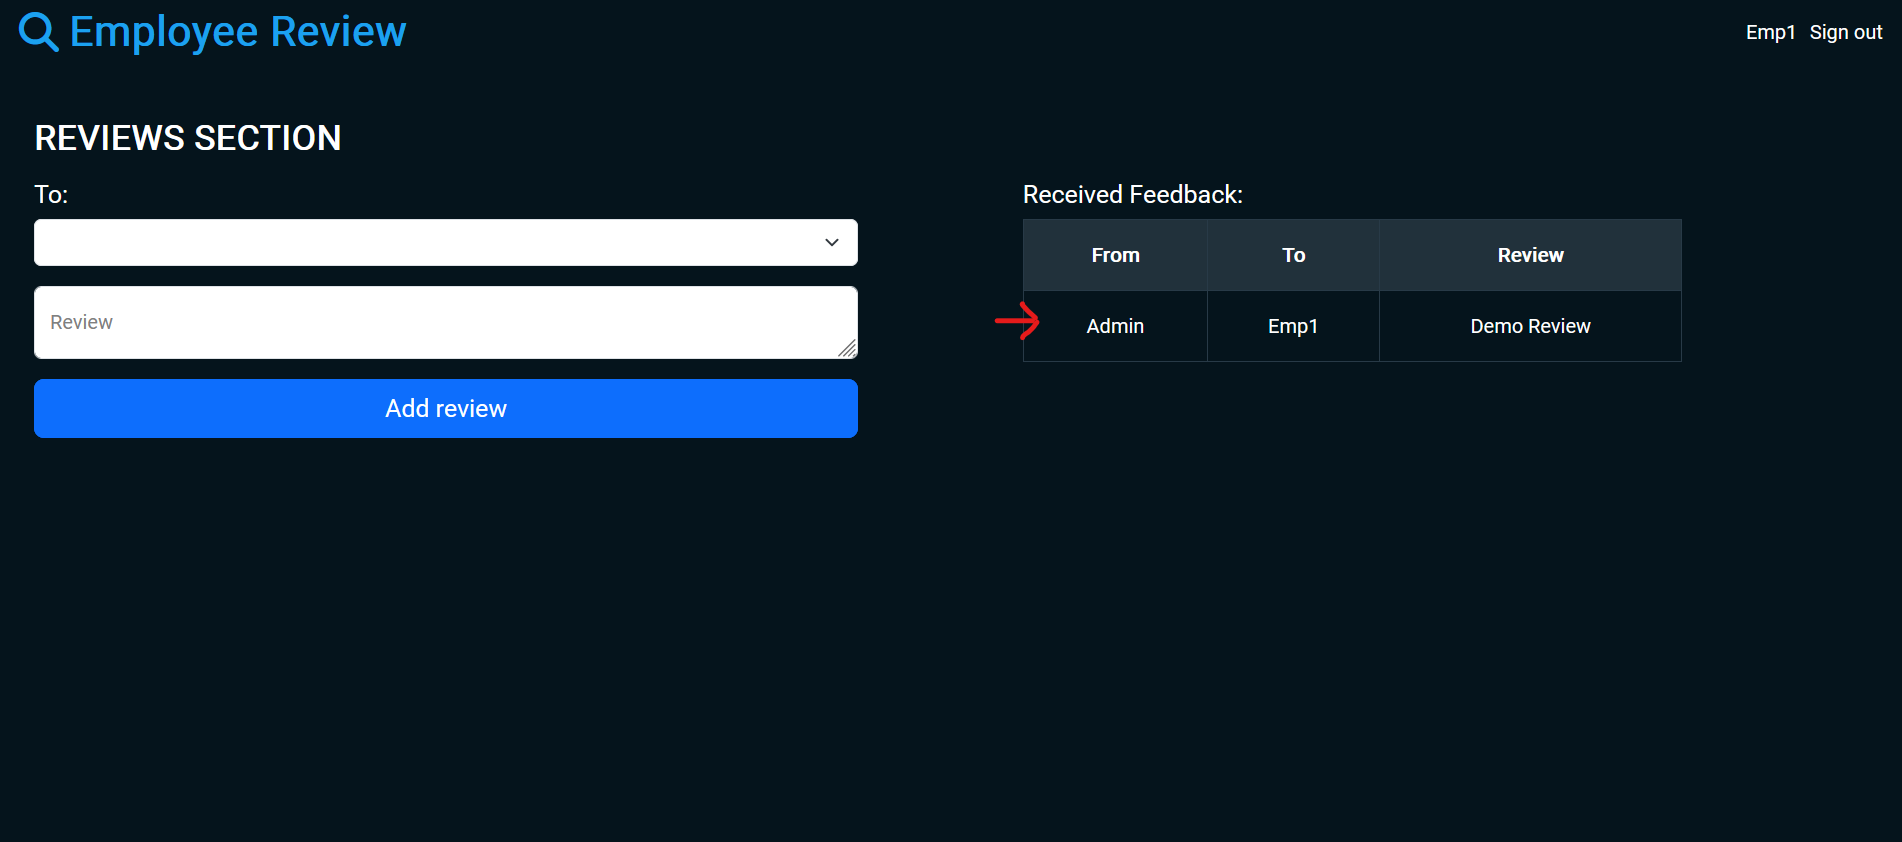 Employee Review
Emp1 Sign out
REVIEWS SECTION
To:
Review
Add review
Received Feedback:
From To Review
Admin Emp1 Demo Review